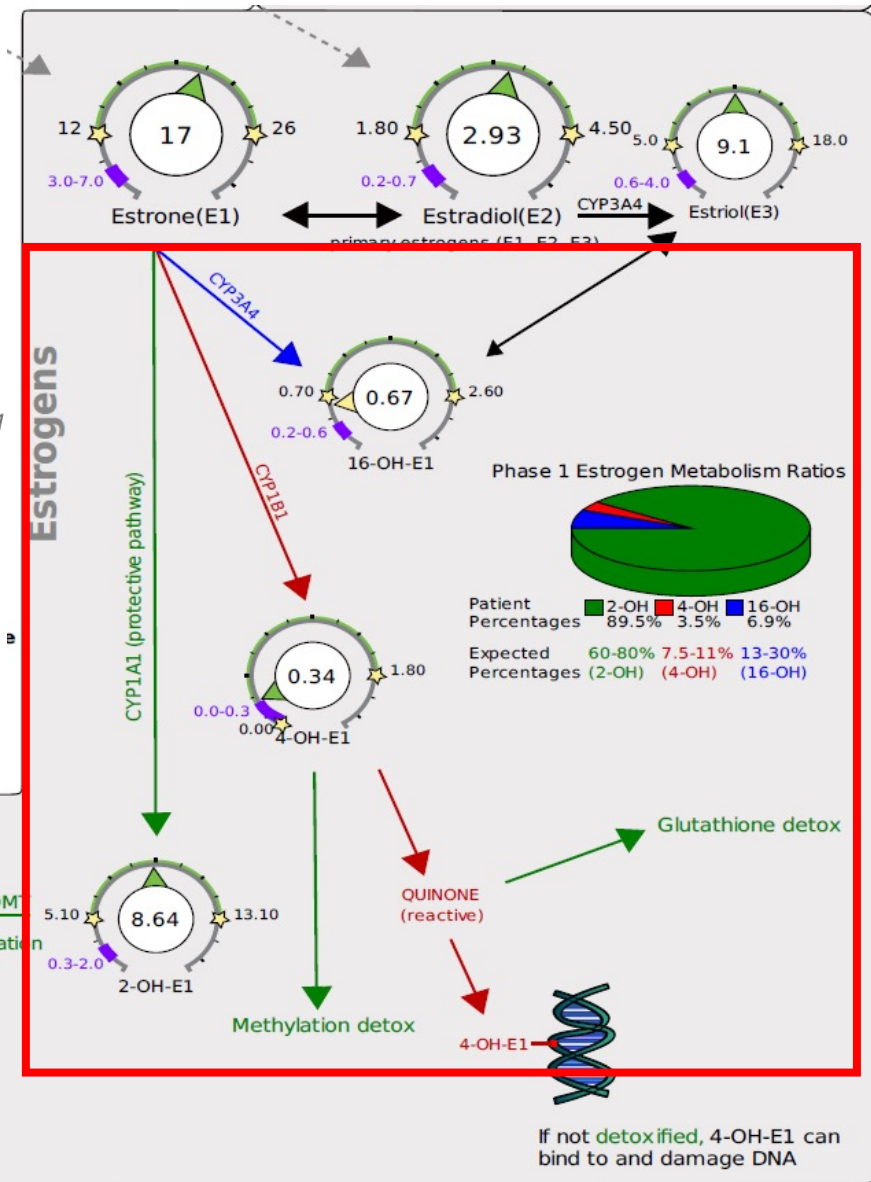 12
17
26
3.0-7.0
Estrone(E1)
1.80
2.93
4.50
0.2-0.7
Estradiol(E2)
CYP3A4
5.0
9.1
18.0
0.6-4.0
Estriol(E3)
primary estrogens (E1, E2, E3)
Estrogens
CYP3A4
0.70
0.67
2.60
0.2-0.6
16-OH-E1
CYP1B1
CYP1A1 (protective pathway)
Phase 1 Estrogen Metabolism Ratios
Patient 2-OH 4-OH 16-OH
Percentages 89.5% 3.5% 6.9%
Expected 60-80% 7.5-11% 13-30%
Percentages (2-OH) (4-OH) (16-OH)
0.34
1.80
0.0-0.3
0.00
4-OH-E1
Glutathione detox
QUINONE
(reactive)
5.10
8.64
13.10
0.3-2.0
2-OH-E1
Methylation detox
4-OH-E1
If not detoxified, 4-OH-E1 can
bind to and damage DNA